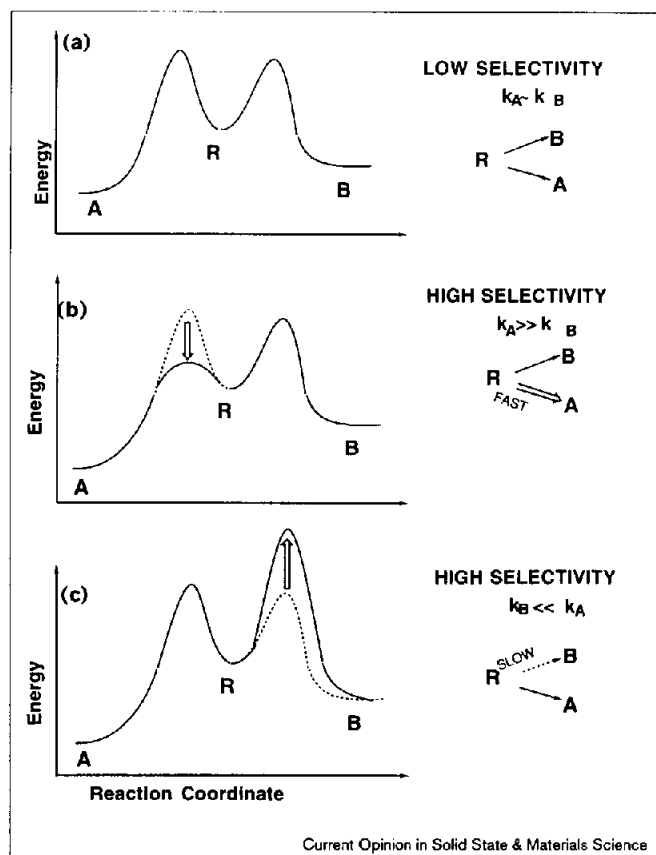 (a)
Energy
A
R
B
LOW SELECTIVITY
kA~ k B
R
B
A
(b)
Energy
A
R
B
HIGH SELECTIVITY
kA>> k B
R
B
A
FAST
(c)
Energy
A
R
B
Reaction Coordinate
HIGH SELECTIVITY
kB << kA
R
SLOW
B
A
Current Opinion in Solid State & Materials Science